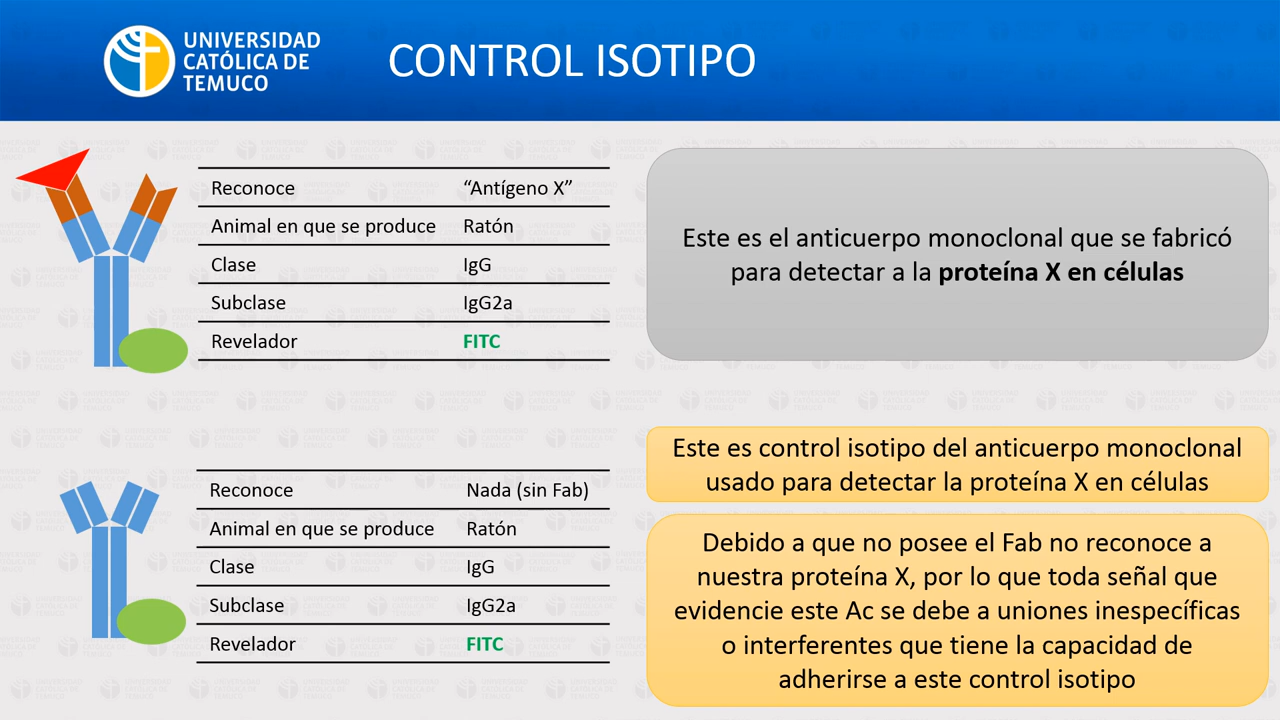 UNIVERSIDAD
CATÓLICA DE
TEMUCO
CONTROL ISOTIPO
Reconoce “Antígeno X”
Animal en que se produce Ratón
Clase IgG
Subclase IgG2a
Revelador FITC
Este es el anticuerpo monoclonal que se fabricó
para detectar a la proteína X en células
Reconoce Nada (sin Fab)
Animal en que se produce Ratón
Clase IgG
Subclase IgG2a
Revelador FITC
Este es control isotipo del anticuerpo monoclonal
usado para detectar la proteína X en células
Debido a que no posee el Fab no reconoce a
nuestra proteína X, por lo que toda señal que
evidencie este Ac se debe a uniones inespecíficas
o interferentes que tiene la capacidad de
adherirse a este control isotipo